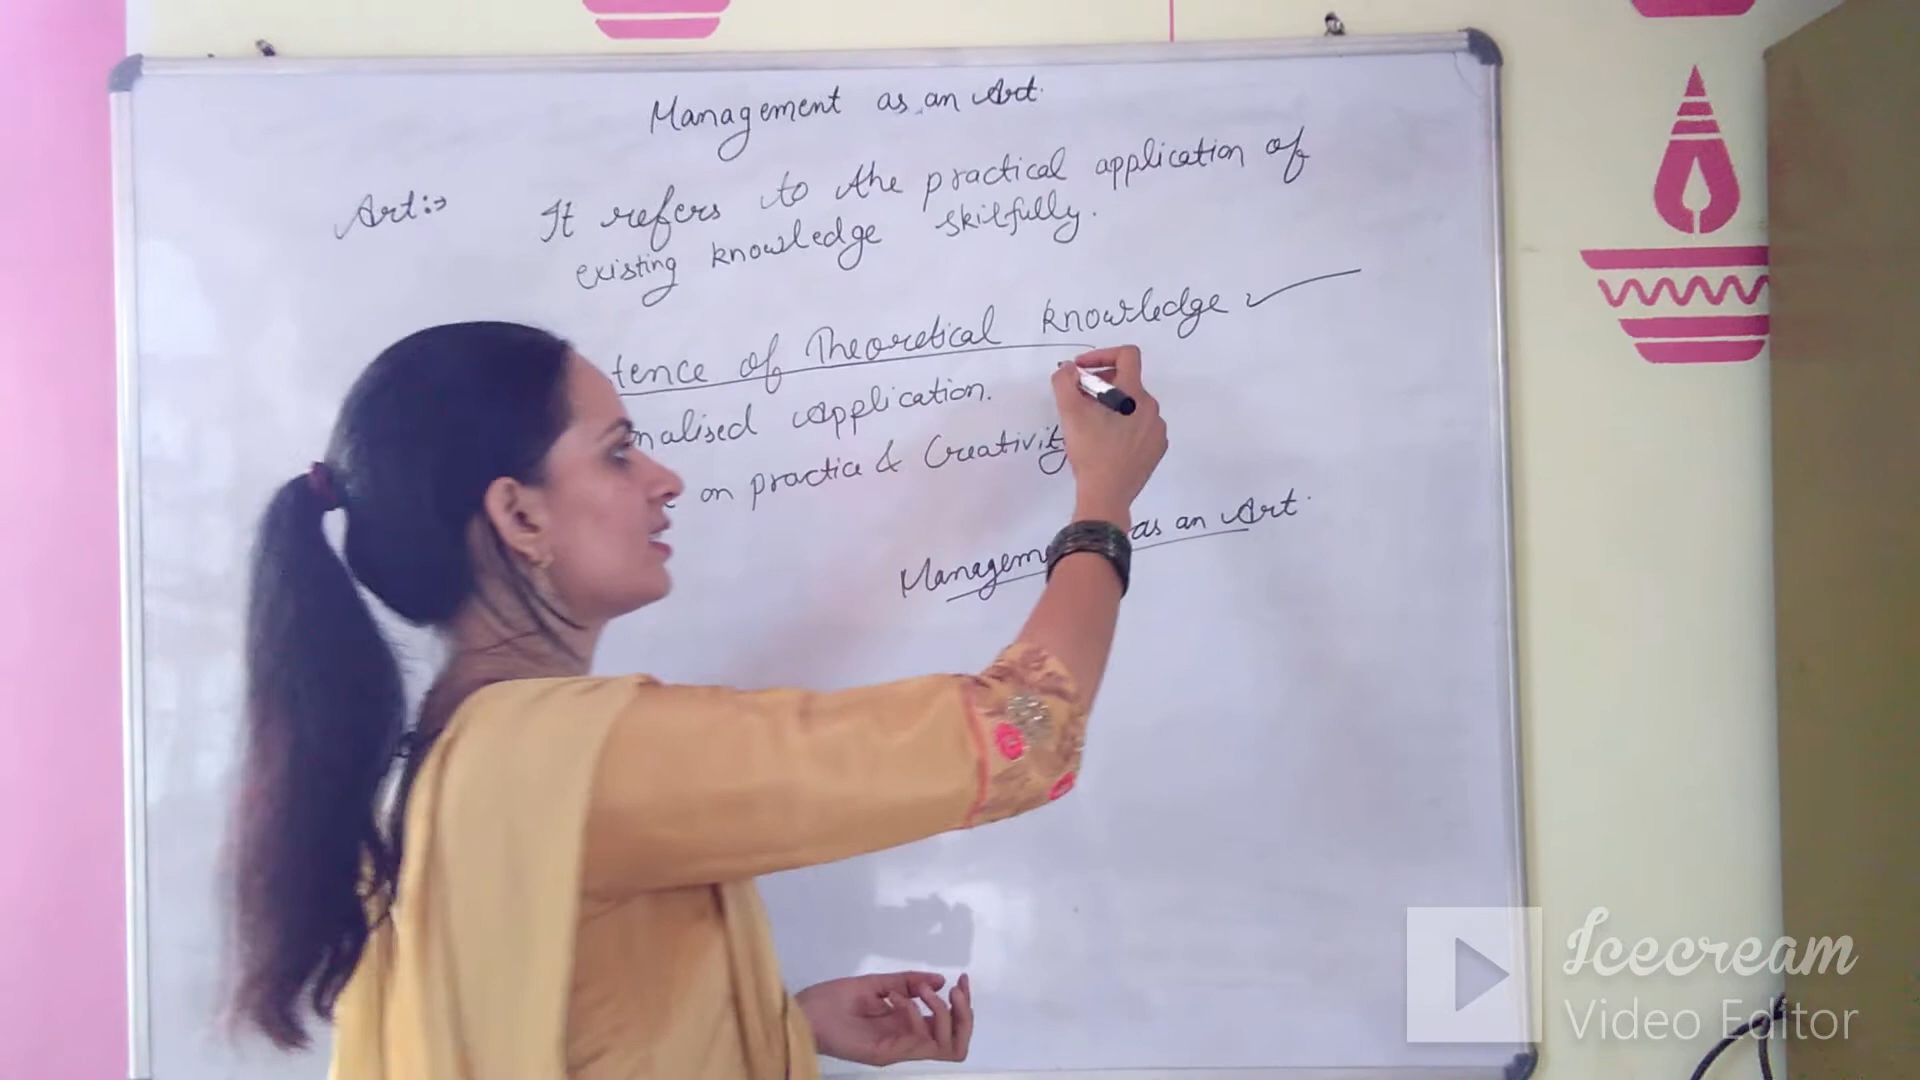 Management as an Art.
Art:→ It refers to the practical application of
existing knowledge skilfully.
tence of Theoretical knowledge
nalised application.
on practice & Creativity
Managem as an Art.
Icecream
Video Editor